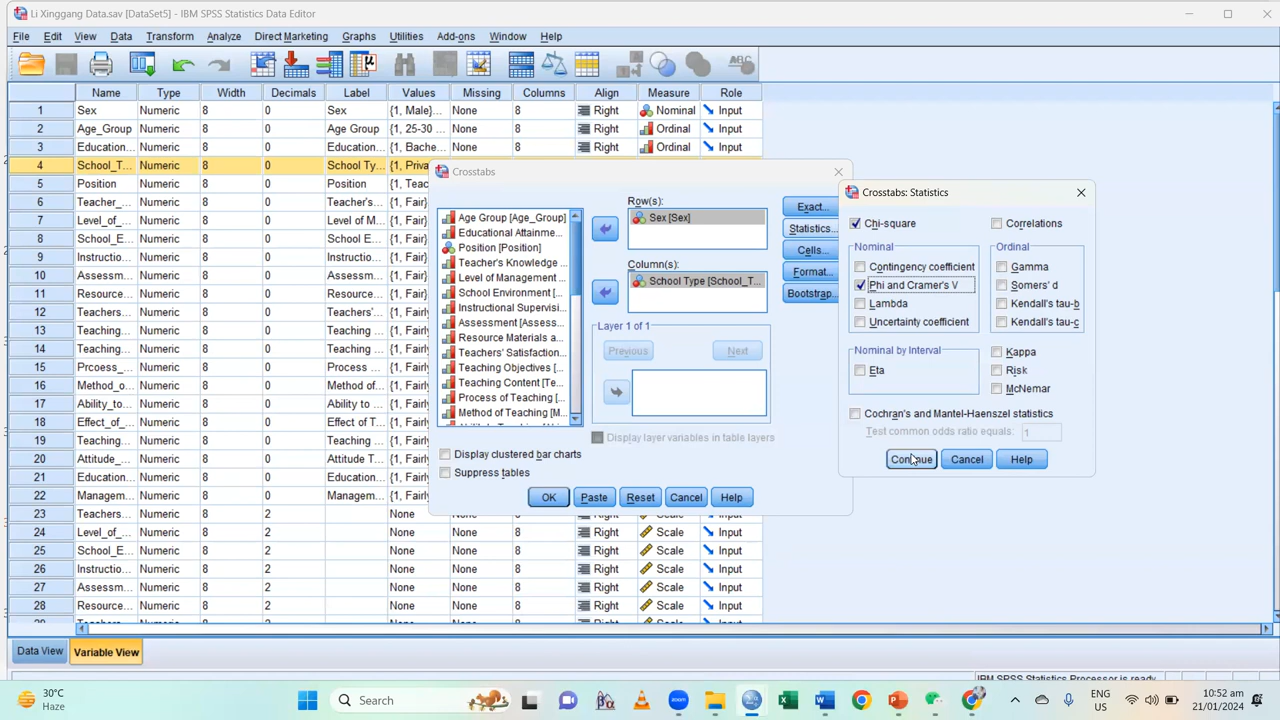 Li Xinggang Data.sav [DataSet5] - IBM SPSS Statistics Data Editor
File Edit View Data Transform Analyze Direct Marketing Graphs Utilities Add-ons Window Help
Name Type Width Decimals Label Values Missing Columns Align Measure Role
1 Sex Numeric 8 0 Sex {1, Male}... None 8 Right Nominal Input
2 Age_Group Numeric 8 0 Age Group {1, 25-30 ... None 8 Right Ordinal Input
3 Education... Numeric 8 0 Education... {1, Bache... None 8 Right Ordinal Input
4 School_T... Numeric 8 0 School Ty... {1, Priva
5 Position Numeric 8 0 Position {1, Teac
6 Teacher_... Numeric 8 0 Teacher's... {1, Fair}
7 Level_of_... Numeric 8 0 Level of M... {1, Fair}
8 School_E... Numeric 8 0 School E... {1, Fair}
9 Instructio... Numeric 8 0 Instructio... {1, Fair}
10 Assessm... Numeric 8 0 Assessm... {1, Fair}
11 Resource... Numeric 8 0 Resource... {1, Fair}
12 Teachers... Numeric 8 0 Teachers'... {1, Fair}
13 Teaching... Numeric 8 0 Teaching ... {1, Fairly
14 Teaching... Numeric 8 0 Teaching ... {1, Fairly
15 Prcoess_... Numeric 8 0 Process o... {1, Fairly
16 Method_o... Numeric 8 0 Method of... {1, Fairly
17 Ability_to... Numeric 8 0 Ability to ... {1, Fairly
18 Effect_of_... Numeric 8 0 Effect of T... {1, Fairly
19 Teaching... Numeric 8 0 Teaching ... {1, Fairly
20 Attitude_... Numeric 8 0 Attitude T... {1, Fairly
21 Teaching... Numeric 8 0 Teaching ... {1, Fairly
22 Managem... Numeric 8 0 Managem... {1, Fairly
23 Teachers... Numeric 8 2 None None 8 Right Scale Input
24 Level_of_... Numeric 8 2 None None 8 Right Scale Input
25 School_E... Numeric 8 2 None None 8 Right Scale Input
26 Instructio... Numeric 8 2 None None 8 Right Scale Input
27 Assessm... Numeric 8 2 None None 8 Right Scale Input
28 Resource... Numeric 8 2 None None 8 Right Scale Input
Crosstabs
Age Group [Age_Group]
Educational Attainme...
Position [Position]
Teacher's Knowledge ...
Level of Management ...
School Environment [...
Instructional Supervisi...
Assessment [Assess...
Resource Materials a...
Teachers' Satisfaction...
Teaching Objectives [...
Teaching Content [Te...
Process of Teaching [...
Method of Teaching [M...
Row(s):
Sex [Sex]
Column(s):
School Type [School_T...
Layer 1 of 1
Previous Next
Display layer variables in table layers
Exact...
Statistics...
Cells...
Format...
Bootstrap...
Display clustered bar charts
Suppress tables
OK Paste Reset Cancel Help
Crosstabs: Statistics
Chi-square Correlations
Nominal Ordinal
Contingency coefficient Gamma
Phi and Cramer's V Somers' d
Lambda Kendall's tau-b
Uncertainty coefficient Kendall's tau-c
Nominal by Interval Kappa
Eta Risk
McNemar
Cochran's and Mantel-Haenszel statistics
Test common odds ratio equals: 1
Continue Cancel Help
Data View Variable View
IBM SPSS Statistics Processor is ready
30°C
Haze
Search
ENG
US
10:52 am
21/01/2024